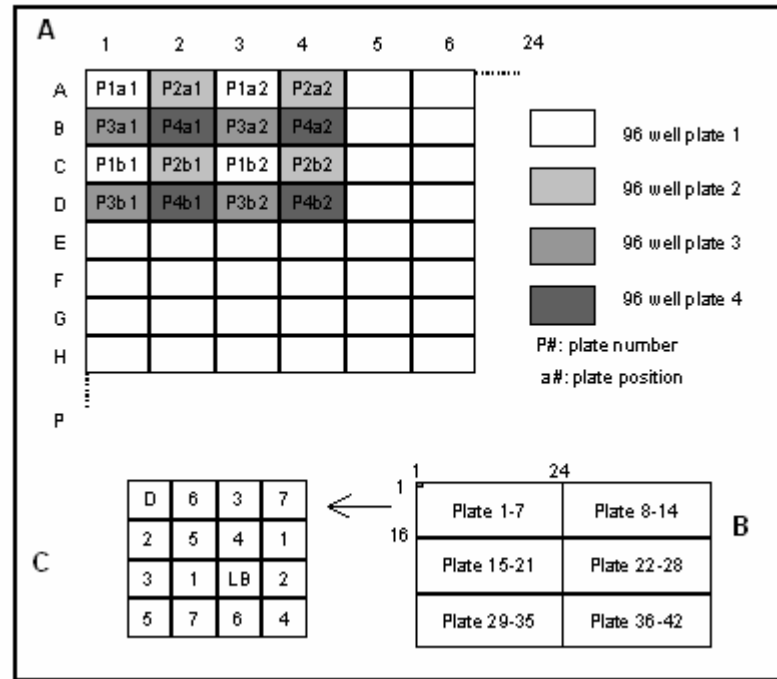 A
1 2 3 4 5 6 24
A P1a1 P2a1 P1a2 P2a2
B P3a1 P4a1 P3a2 P4a2
C P1b1 P2b1 P1b2 P2b2
D P3b1 P4b1 P3b2 P4b2
E
F
G
H
P
96 well plate 1
96 well plate 2
96 well plate 3
96 well plate 4
P#: plate number
a#: plate position
C
D 6 3 7
2 5 4 1
3 1 LB 2
5 7 6 4
B
1 24
1
16
Plate 1-7 Plate 8-14
Plate 15-21 Plate 22-28
Plate 29-35 Plate 36-42